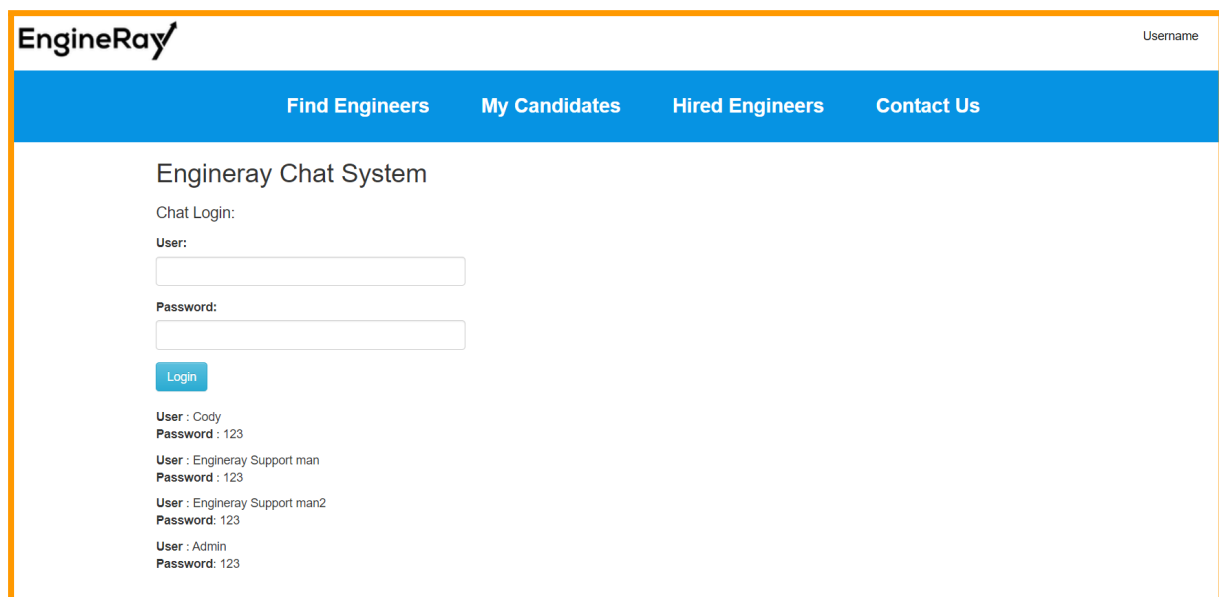 EngineRay
Username
Find Engineers My Candidates Hired Engineers Contact Us
Engineray Chat System
Chat Login:
User:
Password:
Login
User : Cody
Password : 123
User : Engineray Support man
Password : 123
User : Engineray Support man2
Password: 123
User : Admin
Password: 123